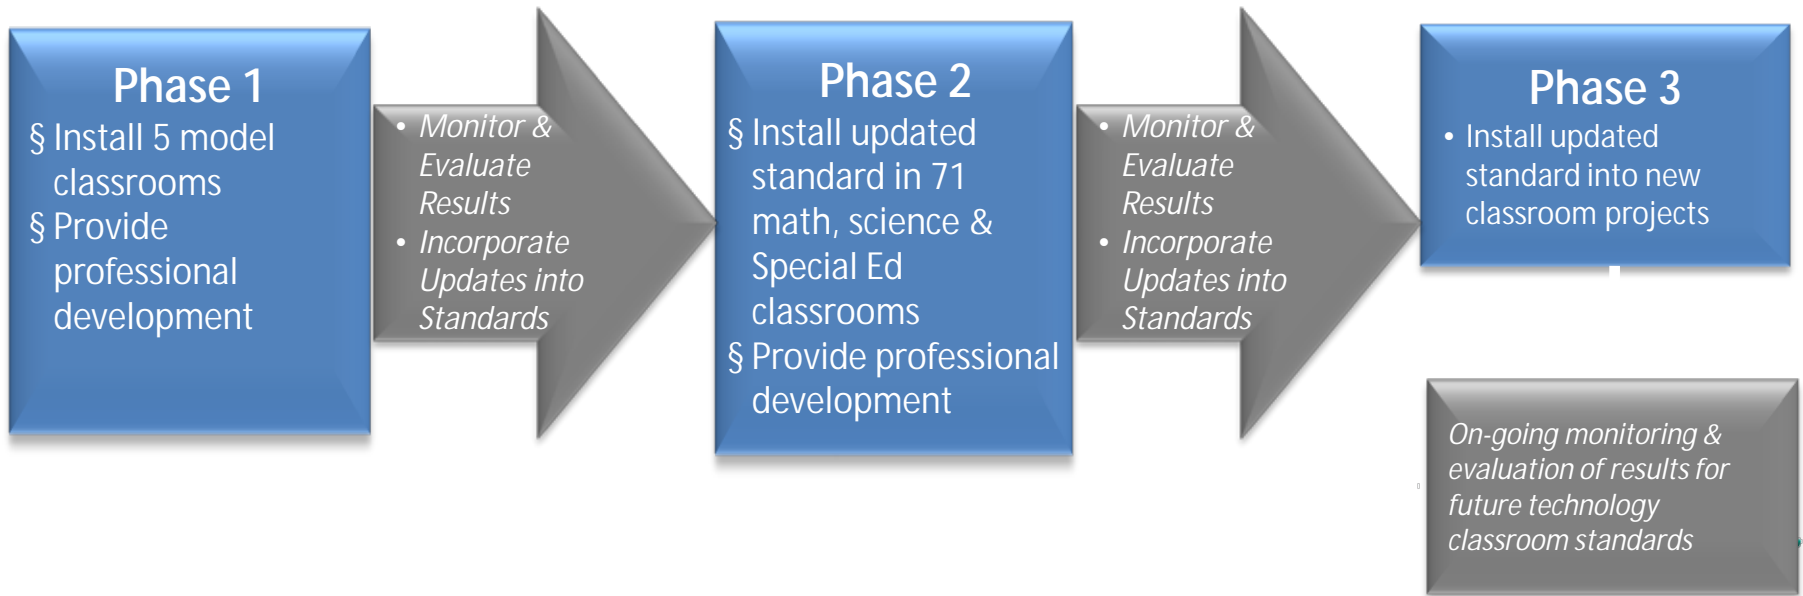 Phase 1
§ Install 5 model
classrooms
§ Provide
professional
development
• Monitor &
Evaluate
Results
• Incorporate
Updates into
Standards
Phase 2
§ Install updated
standard in 71
math, science &
Special Ed
classrooms
§ Provide professional
development
• Monitor &
Evaluate
Results
• Incorporate
Updates into
Standards
Phase 3
• Install updated
standard into new
classroom projects
On-going monitoring &
evaluation of results for
future technology
classroom standards